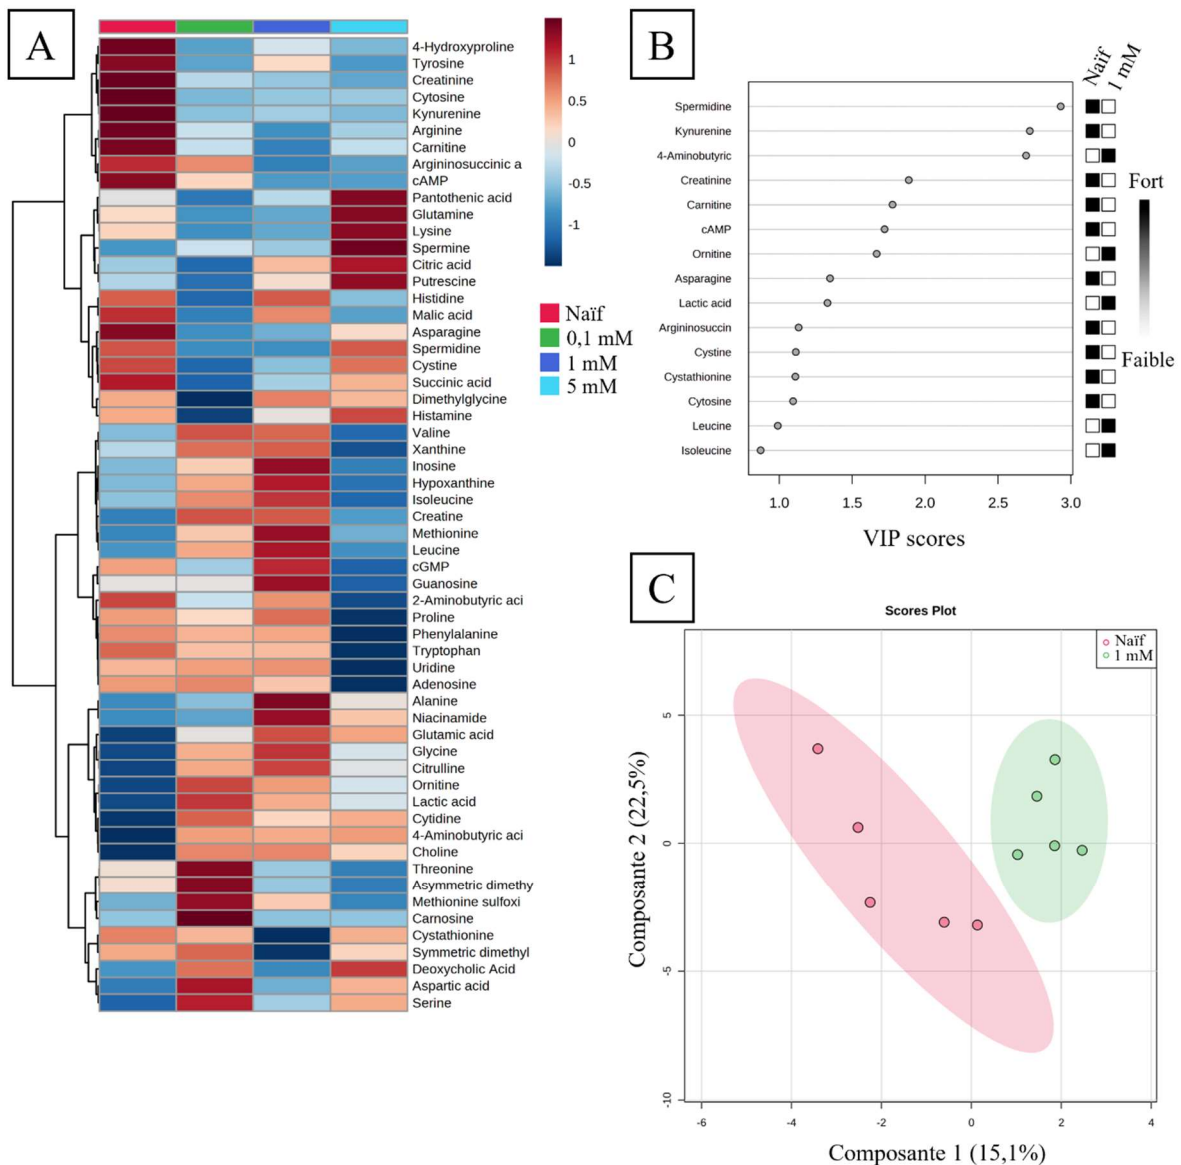 A
4-Hydroxyproline
Tyrosine
Creatinine
Cytosine
Kynurenine
Arginine
Carnitine
Argininosuccinic a
cAMP
Pantothenic acid
Glutamine
Lysine
Spermine
Citric acid
Putrescine
Histidine
Malic acid
Asparagine
Spermidine
Cystine
Succinic acid
Dimethylglycine
Histamine
Valine
Xanthine
Inosine
Hypoxanthine
Isoleucine
Creatine
Methionine
Leucine
cGMP
Guanosine
2-Aminobutyric aci
Proline
Phenylalanine
Tryptophan
Uridine
Adenosine
Alanine
Niacinamide
Glutamic acid
Glycine
Citrulline
Ornitine
Lactic acid
Cytidine
4-Aminobutyric aci
Choline
Threonine
Asymmetric dimethy
Methionine sulfoxi
Carnosine
Cystathionine
Symmetric dimethyl
Deoxycholic Acid
Aspartic acid
Serine
1
0.5
0
-0.5
-1
Naïf
0,1 mM
1 mM
5 mM
B
Naïf
1 mM
Spermidine
Kynurenine
4-Aminobutyric
Creatinine
Carnitine
cAMP
Ornitine
Asparagine
Lactic acid
Argininosuccin
Cystine
Cystathionine
Cytosine
Leucine
Isoleucine
Fort
Faible
1.0 1.5 2.0 2.5 3.0
VIP scores
C
Scores Plot
Naïf
1 mM
5
0
-5
-10
Composante 2 (22,5%)
-6 -4 -2 0 2 4
Composante 1 (15,1%)